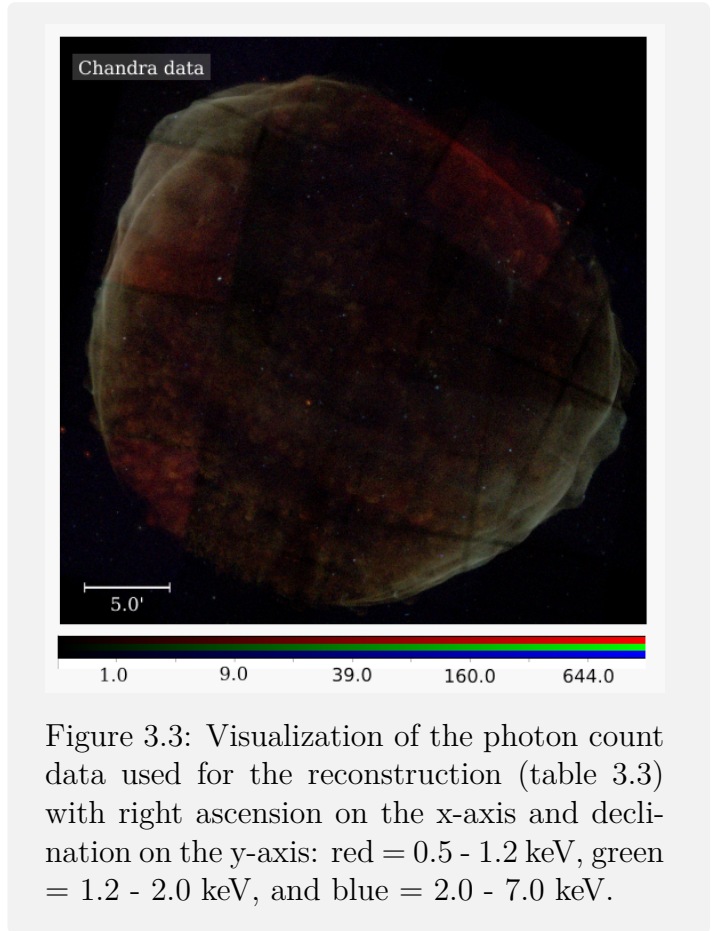 Chandra data
5.0'
1.0 9.0 39.0 160.0 644.0
Figure 3.3: Visualization of the photon count
data used for the reconstruction (table 3.3)
with right ascension on the x-axis and decli-
nation on the y-axis: red = 0.5 - 1.2 keV, green
= 1.2 - 2.0 keV, and blue = 2.0 - 7.0 keV.